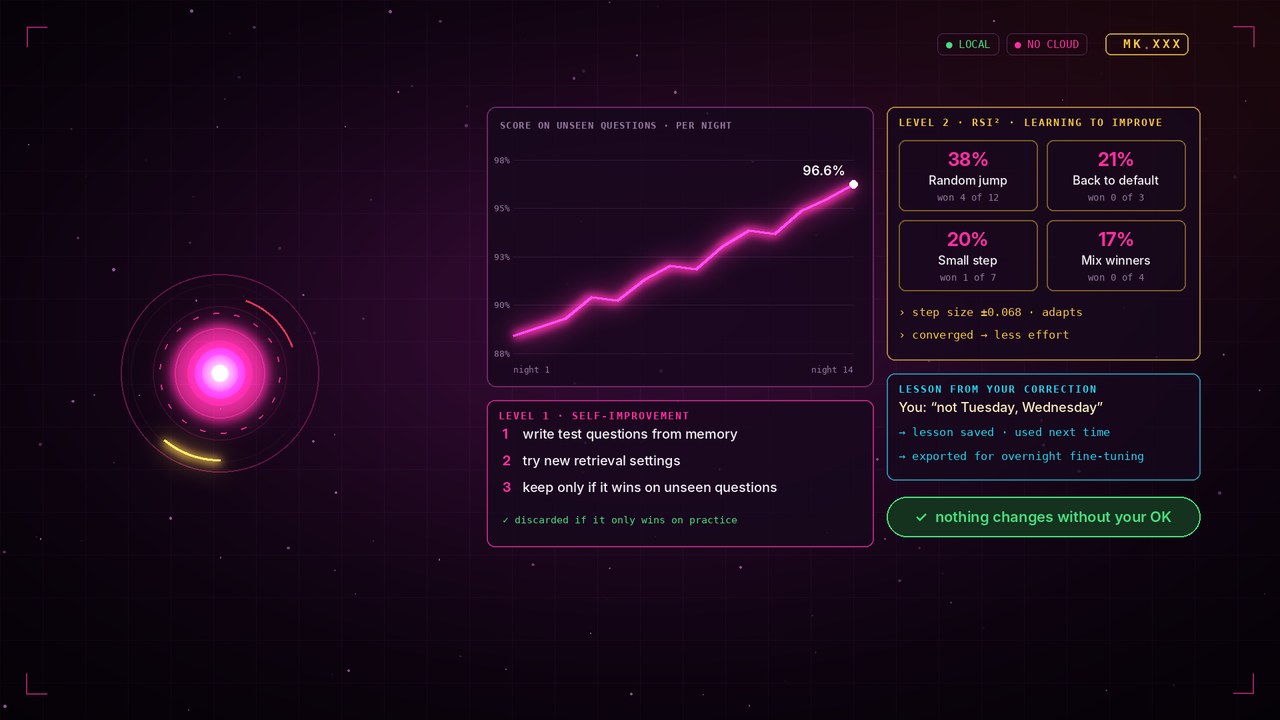 LOCAL
NO CLOUD
MK.XXX
SCORE ON UNSEEN QUESTIONS · PER NIGHT
98%
95%
93%
90%
88%
96.6%
night 1
night 14
LEVEL 1 · SELF-IMPROVEMENT
1 write test questions from memory
2 try new retrieval settings
3 keep only if it wins on unseen questions
✓ discarded if it only wins on practice
LEVEL 2 · RSI² · LEARNING TO IMPROVE
38%
Random jump
won 4 of 12
21%
Back to default
won 0 of 3
20%
Small step
won 1 of 7
17%
Mix winners
won 0 of 4
› step size ±0.068 · adapts
› converged → less effort
LESSON FROM YOUR CORRECTION
You: “not Tuesday, Wednesday”
→ lesson saved · used next time
→ exported for overnight fine-tuning
✓ nothing changes without your OK